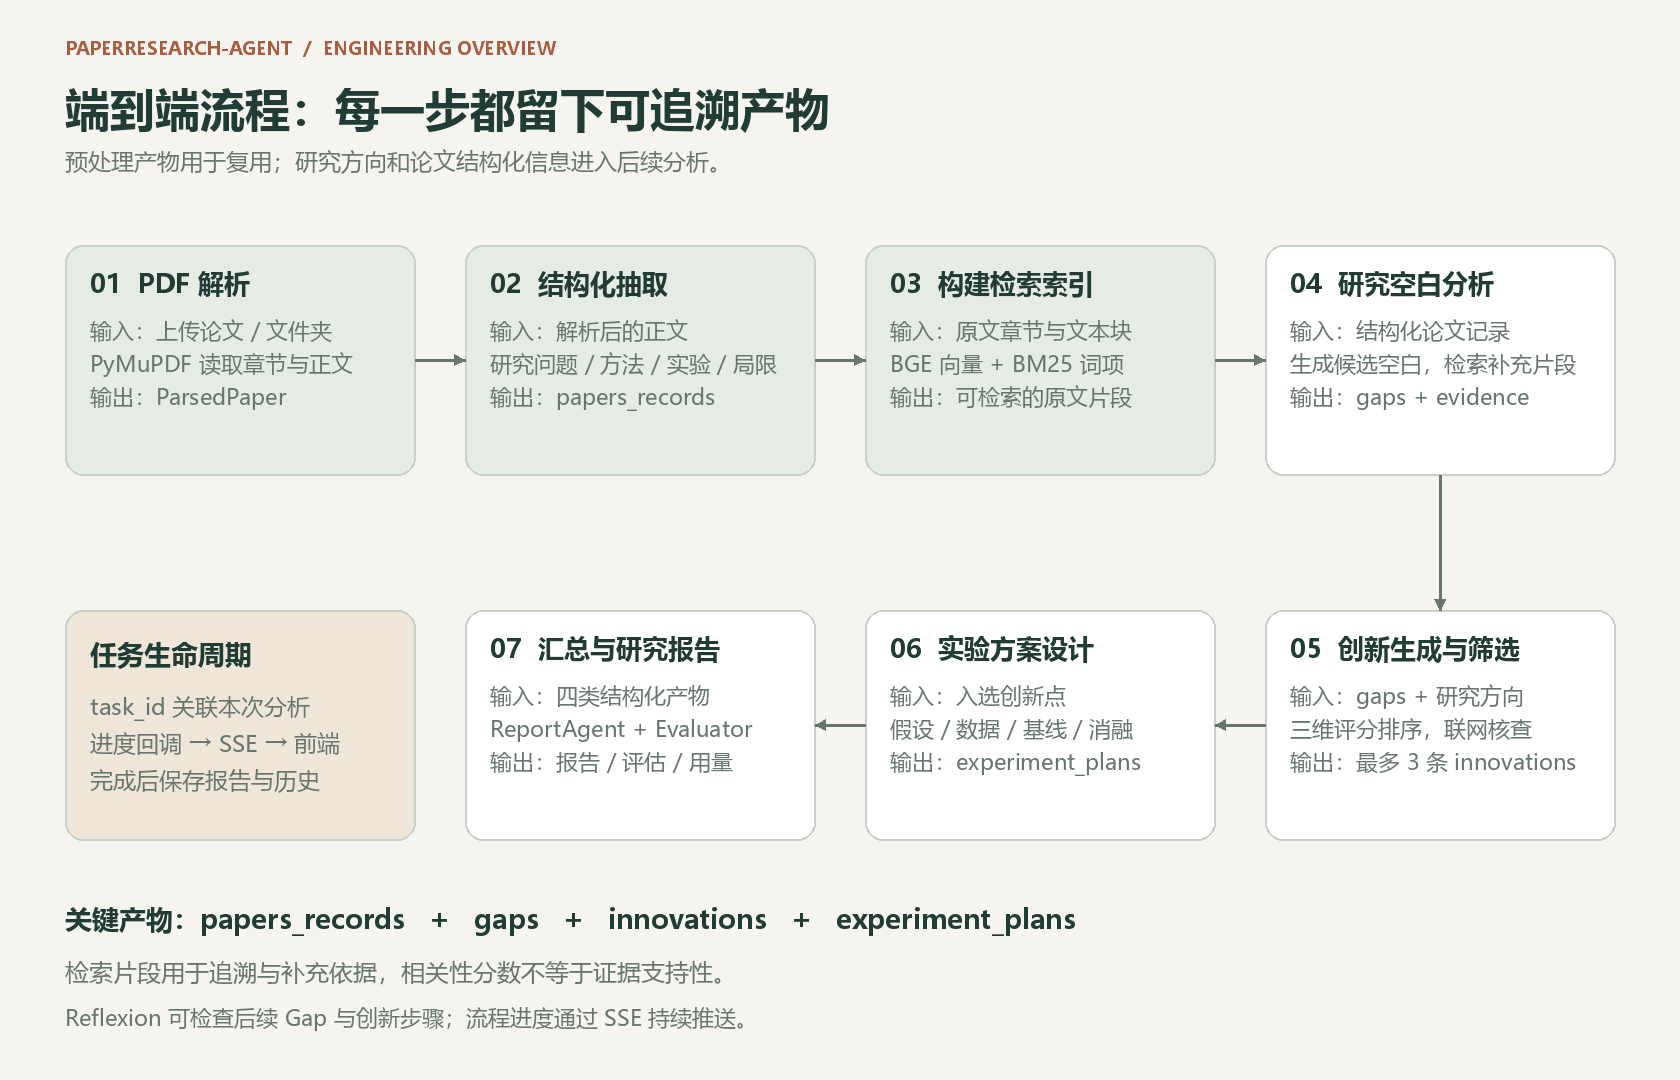 PAPERRESEARCH-AGENT / ENGINEERING OVERVIEW
端到端流程：每一步都留下可追溯产物
预处理产物用于复用；研究方向和论文结构化信息进入后续分析。
01 PDF 解析
输入：上传论文 / 文件夹
PyMuPDF 读取章节与正文
输出：ParsedPaper
02 结构化抽取
输入：解析后的正文
研究问题 / 方法 / 实验 / 局限
输出：papers_records
03 构建检索索引
输入：原文章节与文本块
BGE 向量 + BM25 词项
输出：可检索的原文片段
04 研究空白分析
输入：结构化论文记录
生成候选空白，检索补充片段
输出：gaps + evidence
05 创新生成与筛选
输入：gaps + 研究方向
三维评分排序，联网核查
输出：最多 3 条 innovations
06 实验方案设计
输入：入选创新点
假设 / 数据 / 基线 / 消融
输出：experiment_plans
07 汇总与研究报告
输入：四类结构化产物
ReportAgent + Evaluator
输出：报告 / 评估 / 用量
任务生命周期
task_id 关联本次分析
进度回调 → SSE → 前端
完成后保存报告与历史
关键产物：papers_records + gaps + innovations + experiment_plans
检索片段用于追溯与补充依据，相关性分数不等于证据支持性。
Reflexion 可检查后续 Gap 与创新步骤；流程进度通过 SSE 持续推送。